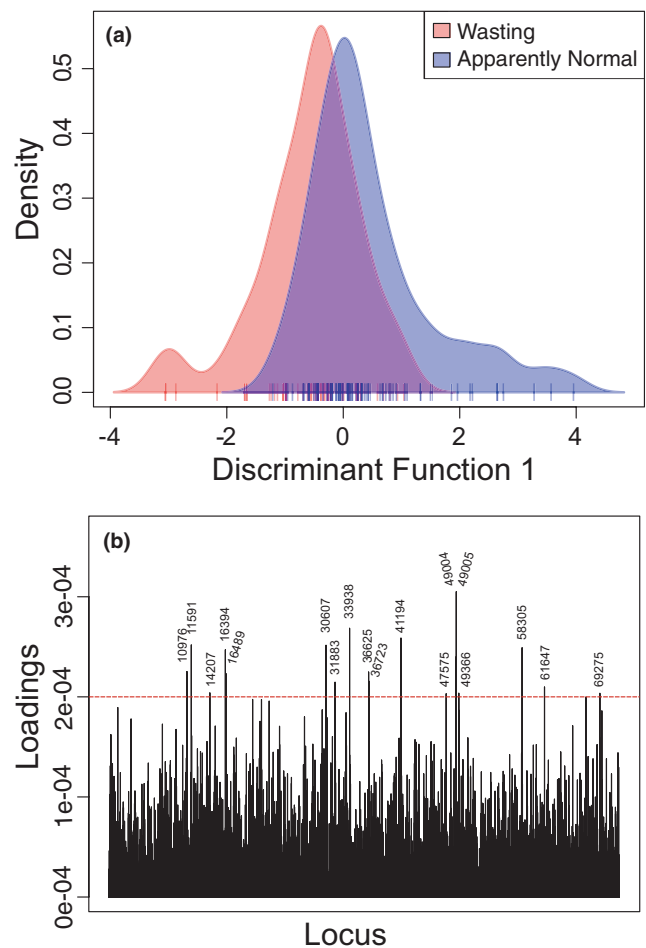 (a)
Wasting
Apparently Normal
Density
0.5
0.4
0.3
0.2
0.1
0.0
-4
-2
0
2
4
Discriminant Function 1
(b)
Loadings
3e-04
2e-04
1e-04
0e-04
10976
11591
14207
16394
16489
30607
31883
33938
36625
36723
41194
47575
49004
49005
49366
58305
61647
69275
Locus